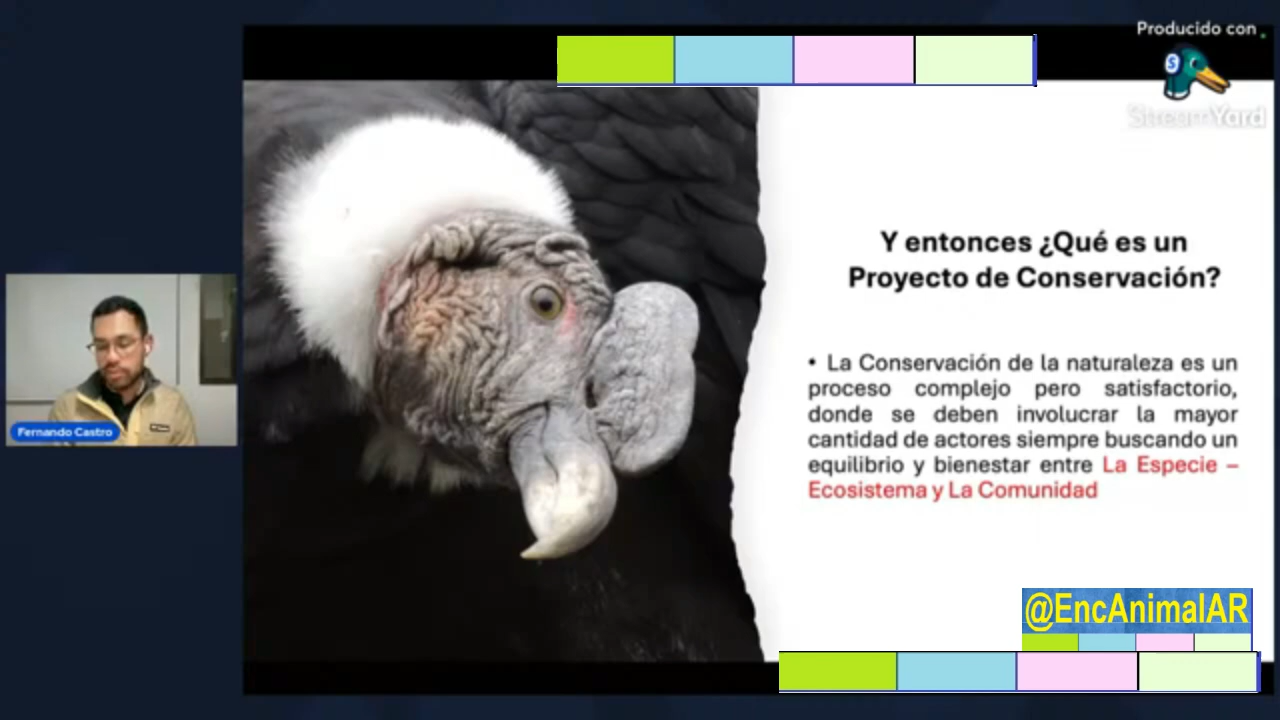 Producido con
StreamYard
Y entonces ¿Qué es un
Proyecto de Conservación?
• La Conservación de la naturaleza es un
proceso complejo pero satisfactorio,
donde se deben involucrar la mayor
cantidad de actores siempre buscando un
equilibrio y bienestar entre La Especie –
Ecosistema y La Comunidad
Fernando Castro
@EncAnimalAR